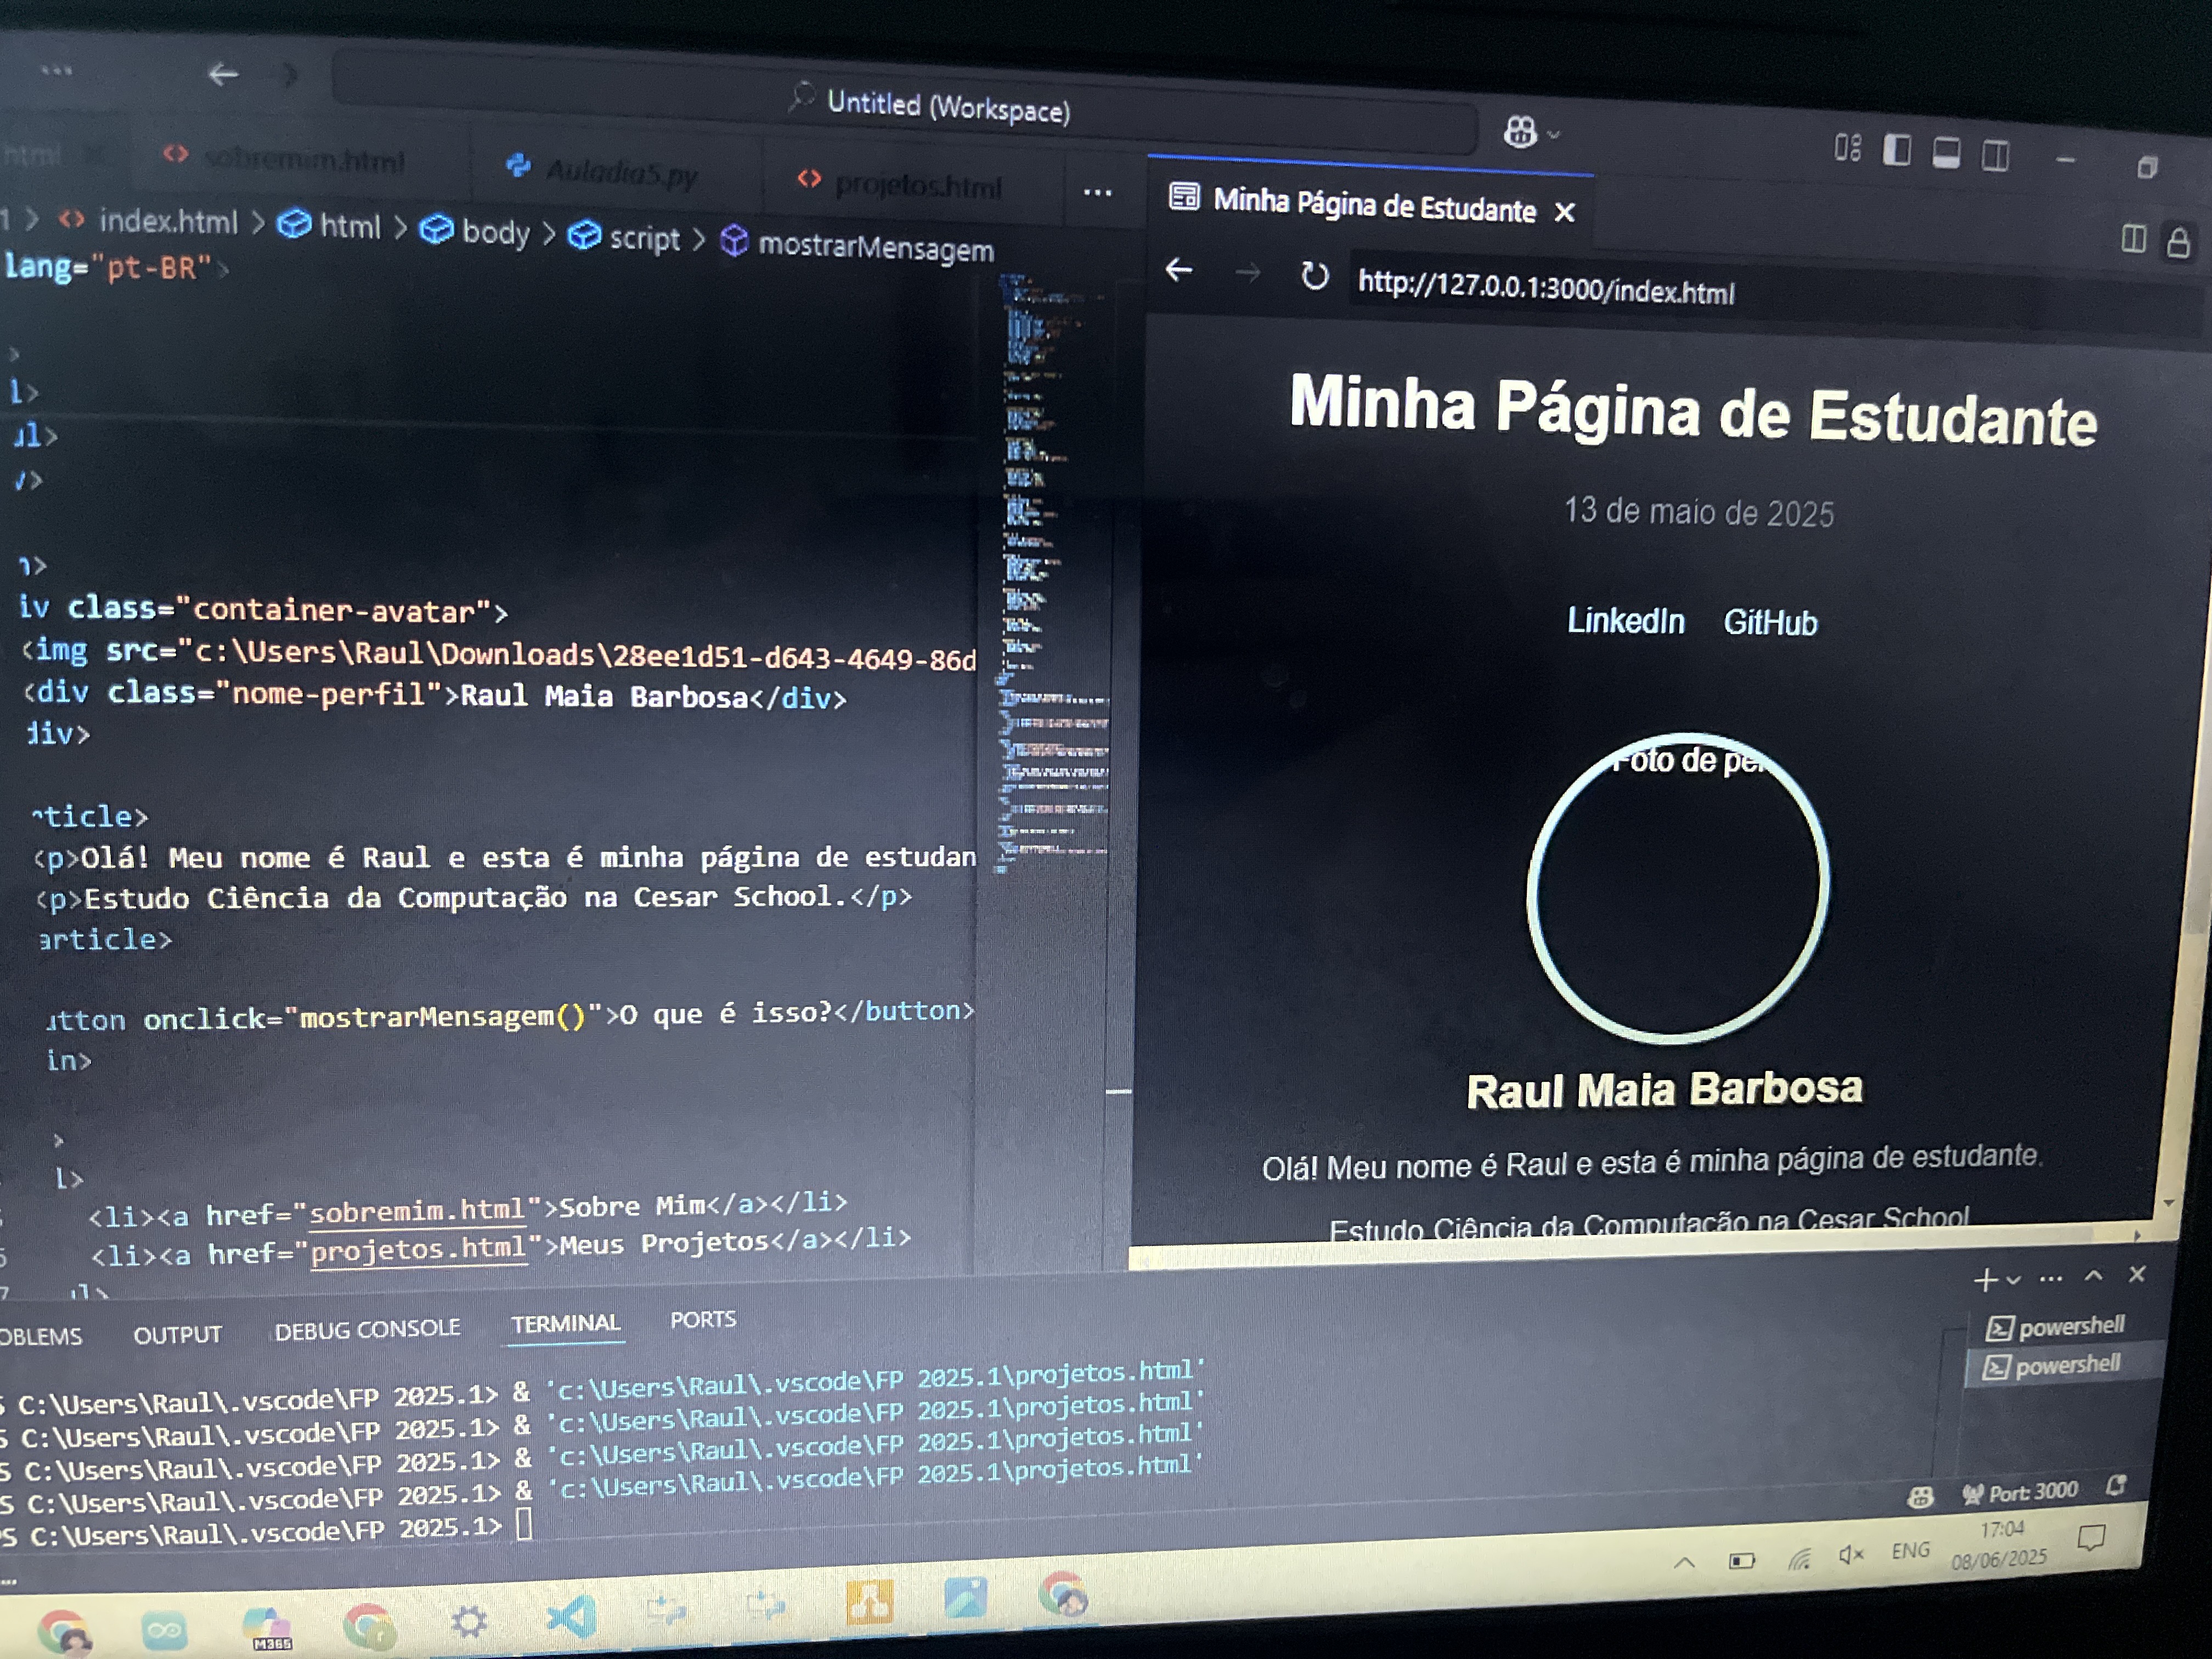 Untitled (Workspace)
html
sobremim.html
Auladia5.py
projetos.html
...
1 > index.html > html > body > script > mostrarMensagem
lang="pt-BR">
>
l>
ul>
/>
>
iv class="container-avatar">
<img src="c:\Users\Raul\Downloads\28ee1d51-d643-4649-86d
<div class="nome-perfil">Raul Maia Barbosa</div>
div>
ticle>
<p>Olá! Meu nome é Raul e esta é minha página de estudan
<p>Estudo Ciência da Computação na Cesar School.</p>
article>
utton onclick="mostrarMensagem()">O que é isso?</button>
in>
>
l>
<li><a href="sobremim.html">Sobre Mim</a></li>
<li><a href="projetos.html">Meus Projetos</a></li>
ul>
Minha Página de Estudante
http://127.0.0.1:3000/index.html
Minha Página de Estudante
13 de maio de 2025
LinkedIn GitHub
Foto de per
Raul Maia Barbosa
Olá! Meu nome é Raul e esta é minha página de estudante.
Estudo Ciência da Computação na Cesar School
OBLEMS OUTPUT DEBUG CONSOLE TERMINAL PORTS
S C:\Users\Raul\.vscode\FP 2025.1> & 'c:\Users\Raul\.vscode\FP 2025.1\projetos.html'
S C:\Users\Raul\.vscode\FP 2025.1> & 'c:\Users\Raul\.vscode\FP 2025.1\projetos.html'
S C:\Users\Raul\.vscode\FP 2025.1> & 'c:\Users\Raul\.vscode\FP 2025.1\projetos.html'
S C:\Users\Raul\.vscode\FP 2025.1> & 'c:\Users\Raul\.vscode\FP 2025.1\projetos.html'
PS C:\Users\Raul\.vscode\FP 2025.1>
powershell
powershell
Port: 3000
M365
ENG
17:04
08/06/2025